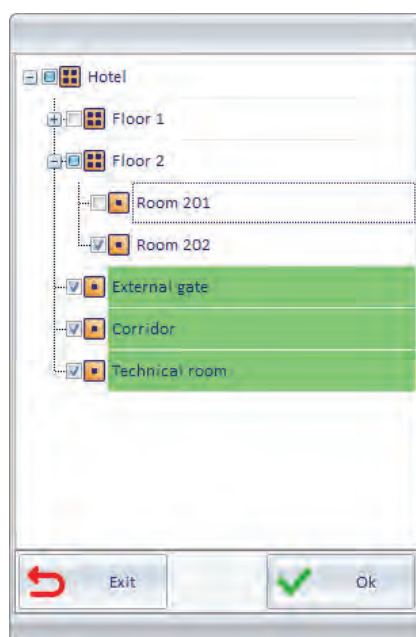 Hotel
Floor 1
Floor 2
Room 201
Room 202
External gate
Corridor
Technical room
Exit
Ok